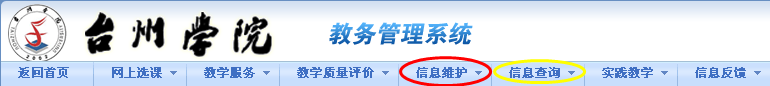 台州学院 教务管理系统
返回首页 网上选课 教学服务 教学质量评价 信息维护 信息查询 实践教学 信息反馈